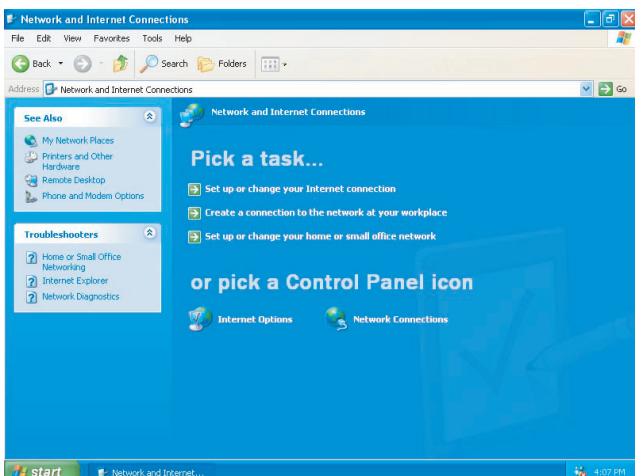 Network and Internet Connections
File Edit View Favorites Tools Help
Back Search Folders
Address Network and Internet Connections Go
See Also
My Network Places
Printers and Other
Hardware
Remote Desktop
Phone and Modem Options
Troubleshooters
Home or Small Office
Networking
Internet Explorer
Network Diagnostics
Network and Internet Connections
Pick a task...
Set up or change your Internet connection
Create a connection to the network at your workplace
Set up or change your home or small office network
or pick a Control Panel icon
Internet Options Network Connections
start Network and Internet... 4:07 PM